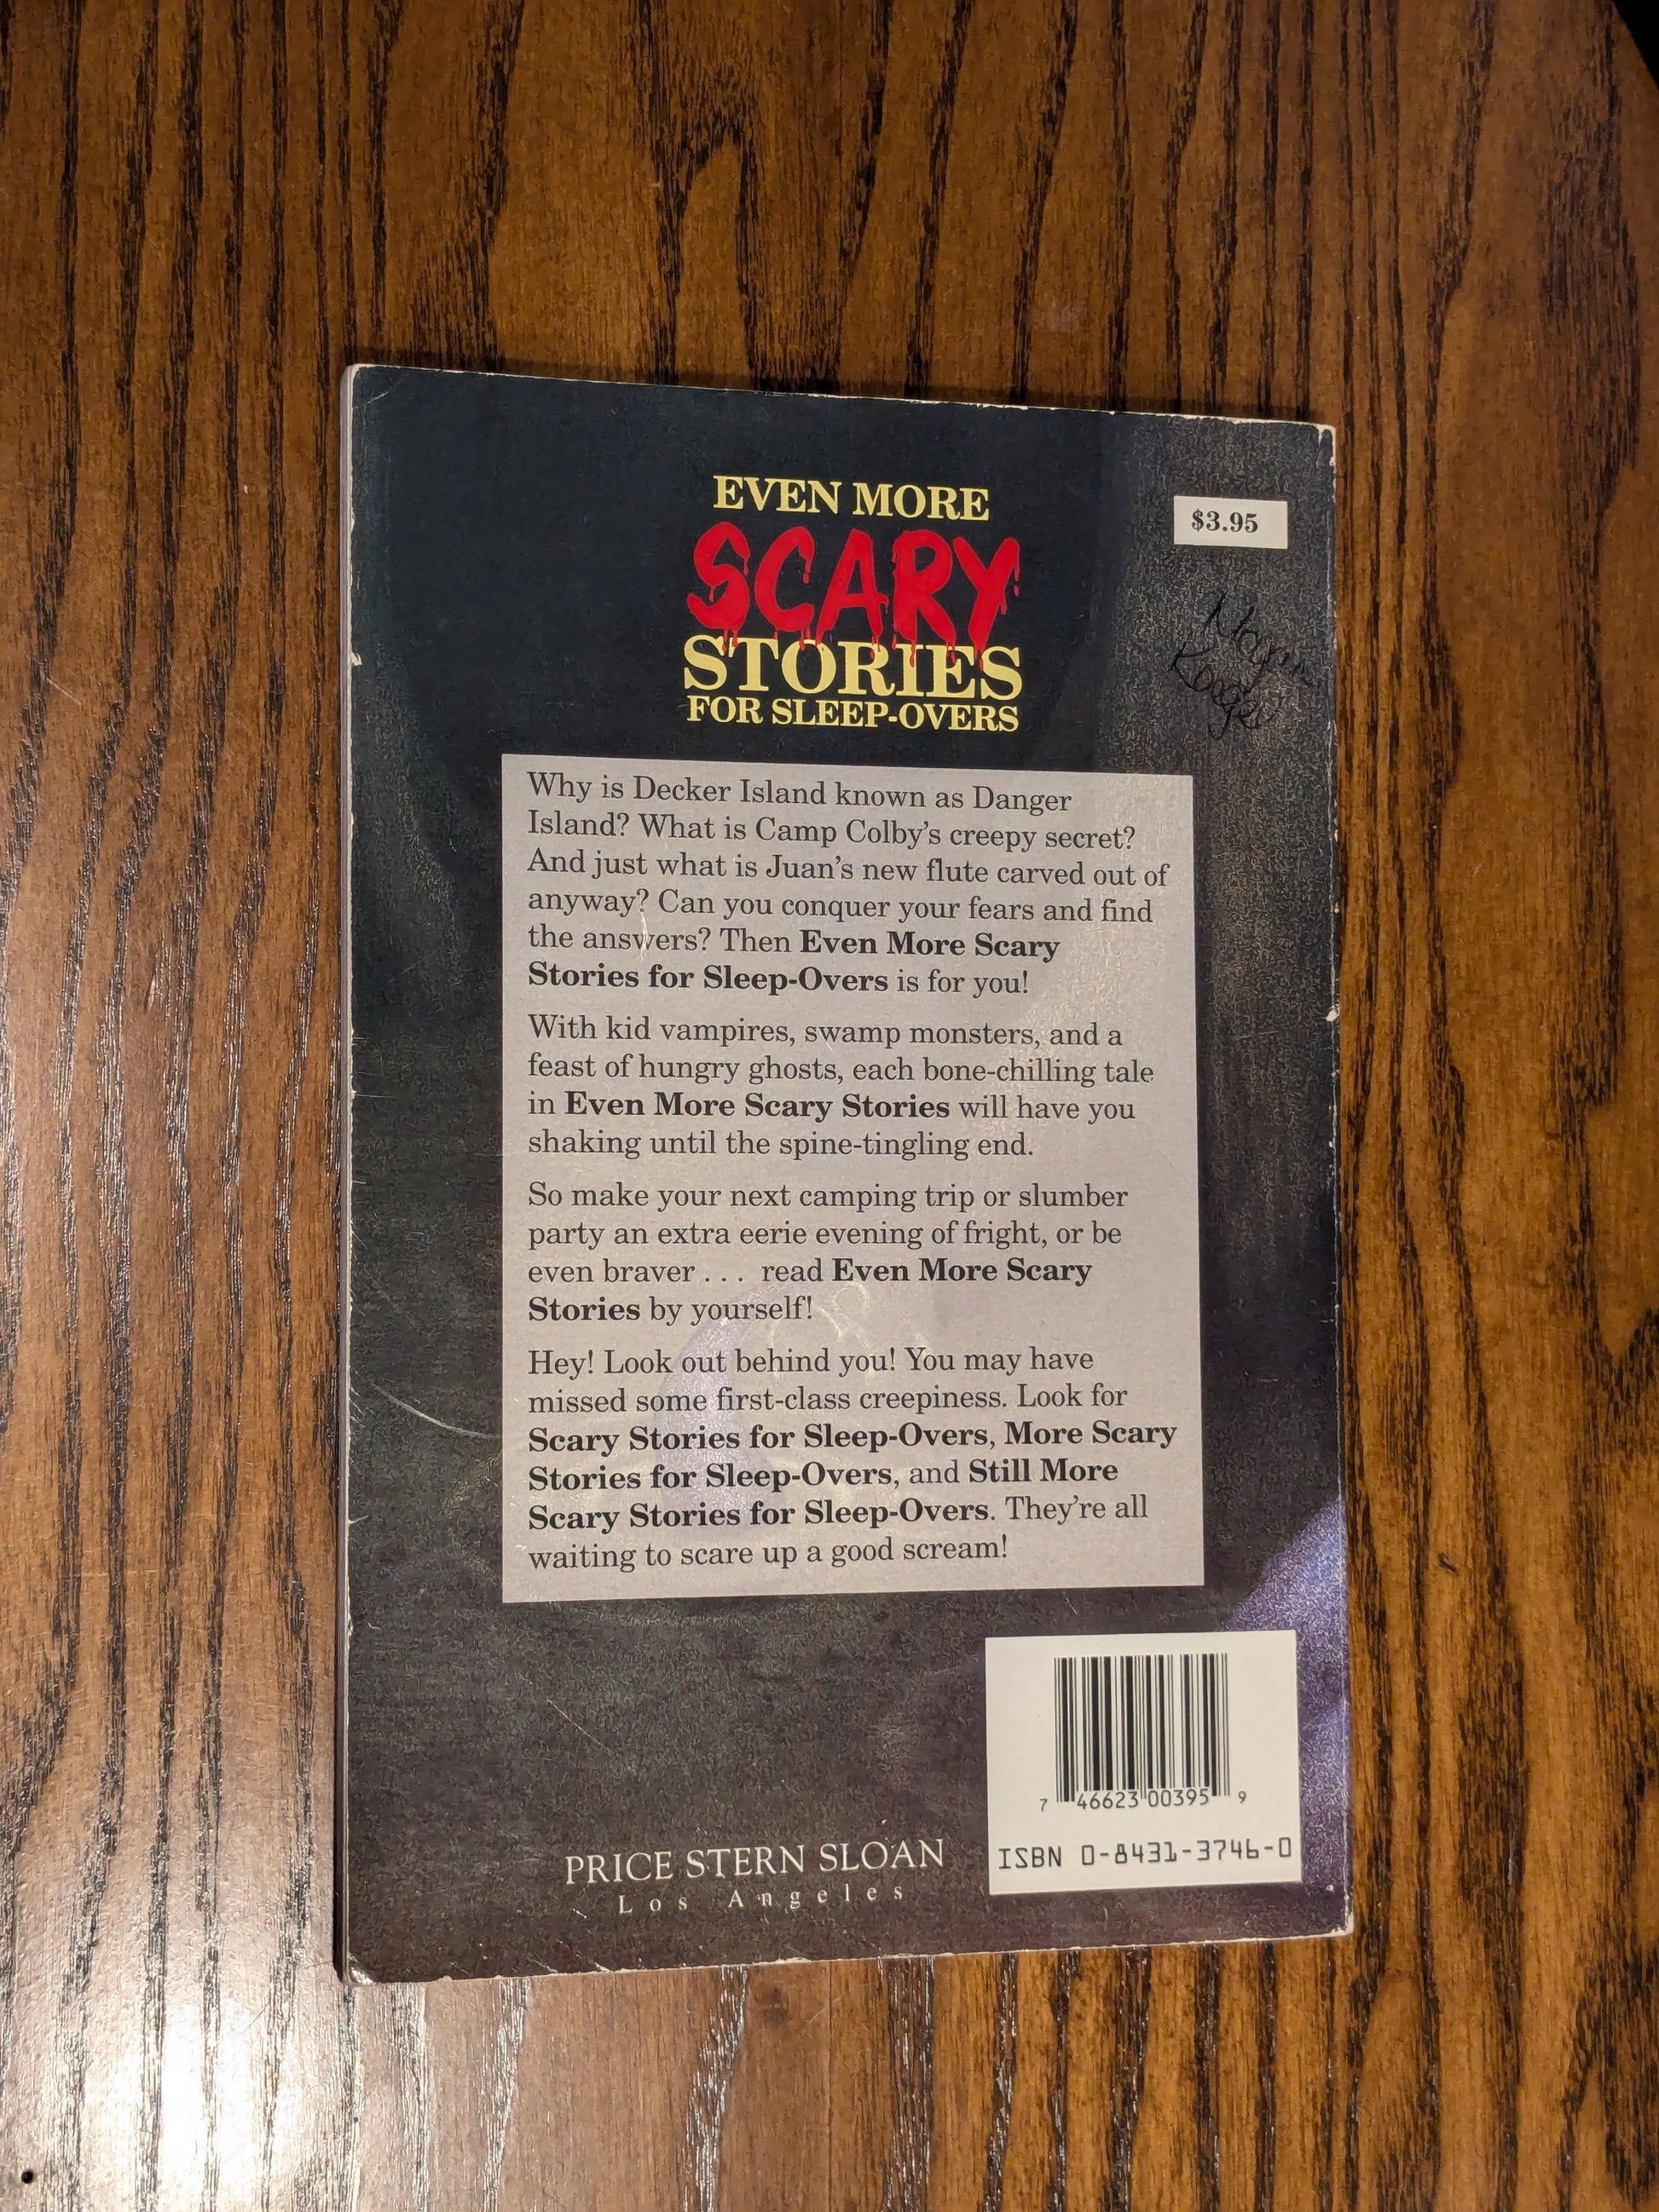 EVEN MORE
SCARY
STORIES
FOR SLEEP-OVERS
$3.95
Why is Decker Island known as Danger
Island? What is Camp Colby's creepy secret?
And just what is Juan's new flute carved out of
anyway? Can you conquer your fears and find
the answers? Then Even More Scary
Stories for Sleep-Overs is for you!
With kid vampires, swamp monsters, and a
feast of hungry ghosts, each bone-chilling tale
in Even More Scary Stories will have you
shaking until the spine-tingling end.
So make your next camping trip or slumber
party an extra eerie evening of fright, or be
even braver . . . read Even More Scary
Stories by yourself!
Hey! Look out behind you! You may have
missed some first-class creepiness. Look for
Scary Stories for Sleep-Overs, More Scary
Stories for Sleep-Overs, and Still More
Scary Stories for Sleep-Overs. They're all
waiting to scare up a good scream!
7 46623 00395 9
ISBN 0-8431-3746-0
PRICE STERN SLOAN
Los Angeles